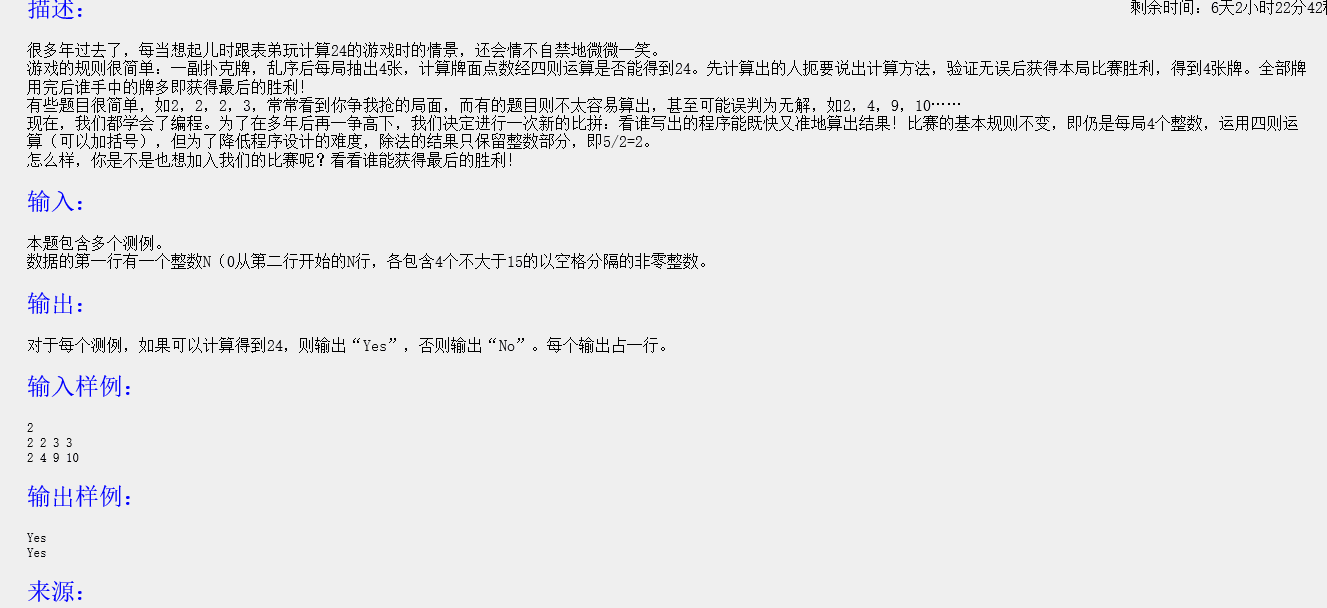 描述：
剩余时间：6天2小时22分42秒
很多年过去了，每当想起儿时跟表弟玩计算24的游戏时的情景，还会情不自禁地微微一笑。
游戏的规则很简单：一副扑克牌，乱序后每局抽出4张，计算牌面点数经四则运算是否能得到24。先计算出的人扼要说出计算方法，验证无误后获得本局比赛胜利，得到4张牌。全部牌
用完后谁手中的牌多即获得最后的胜利！
有些题目很简单，如2，2，2，3，常常看到你争我抢的局面，而有的题目则不太容易算出，甚至可能误判为无解，如2，4，9，10……
现在，我们都学会了编程。为了在多年后再一争高下，我们决定进行一次新的比拼：看谁写出的程序能既快又准地算出结果！比赛的基本规则不变，即仍是每局4个整数，运用四则运
算（可以加括号），但为了降低程序设计的难度，除法的结果只保留整数部分，即5/2=2。
怎么样，你是不是也想加入我们的比赛呢？看看谁能获得最后的胜利！
输入：
本题包含多个测例。
数据的第一行有一个整数N（0从第二行开始的N行，各包含4个不大于15的以空格分隔的非零整数。
输出：
对于每个测例，如果可以计算得到24，则输出“Yes”，否则输出“No”。每个输出占一行。
输入样例：
2
2 2 3 3
2 4 9 10
输出样例：
Yes
Yes
来源：